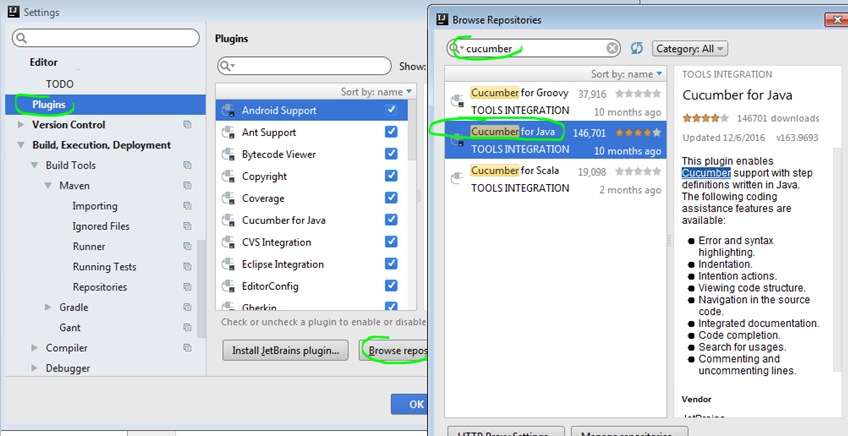 Settings
Editor
TODO
Plugins
Version Control
Build, Execution, Deployment
Build Tools
Maven
Importing
Ignored Files
Runner
Running Tests
Repositories
Gradle
Gant
Compiler
Debugger
Plugins
Show:
Sort by: name
Android Support
Ant Support
Bytecode Viewer
Copyright
Coverage
Cucumber for Java
CVS Integration
Eclipse Integration
EditorConfig
Gherkin
Check or uncheck a plugin to enable or disable
Install JetBrains plugin...
Browse repos
OK
Browse Repositories
cucumber
Category: All
Sort by: name
Cucumber for Groovy 37,916
TOOLS INTEGRATION 10 months ago
Cucumber for Java 146,701
TOOLS INTEGRATION 10 months ago
Cucumber for Scala 19,098
TOOLS INTEGRATION 2 months ago
TOOLS INTEGRATION
Cucumber for Java
146701 downloads
Updated 12/6/2016 v163.9693
This plugin enables
Cucumber support with step
definitions written in Java.
The following coding
assistance features are
available:
Error and syntax
highlighting.
Indentation.
Intention actions.
Viewing code structure.
Navigation in the source
code.
Integrated documentation.
Code completion.
Search for usages.
Commenting and
uncommenting lines.
Vendor
JetBrains
HTTP Proxy Settings...
Manage repositories...